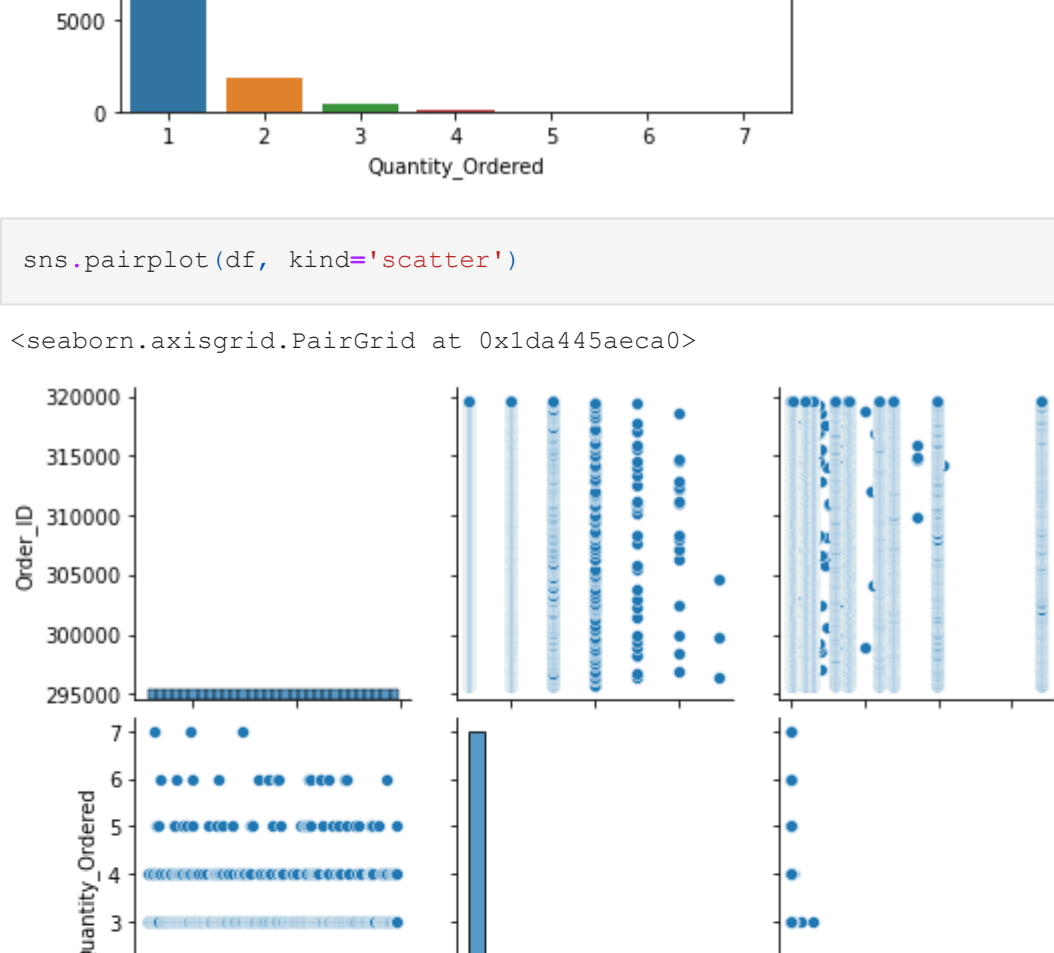 5000
0
1 2 3 4 5 6 7
Quantity_Ordered
sns.pairplot(df, kind='scatter')
<seaborn.axisgrid.PairGrid at 0x1da445aeca0>
320000
315000
310000
305000
300000
295000
Order_ID
7
6
5
4
3
uantity_Ordered